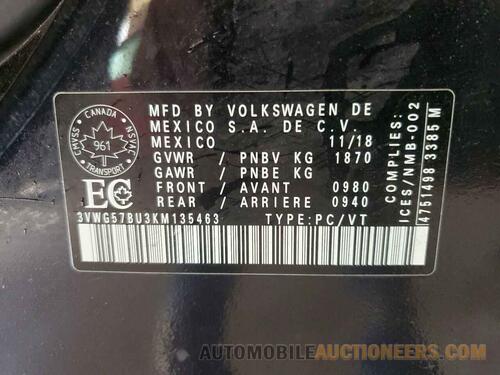 MFD BY VOLKSWAGEN DE
MEXICO S.A. DE C.V.
MEXICO 11/18
GVWR / PNBV KG 1870
GAWR / PNBE KG
FRONT / AVANT 0980
REAR / ARRIERE 0940
3VWG57BU3KM135463 TYPE:PC/VT
CANADA
CMVSS
NSVAC
961
TRANSPORT
EC
COMPLIES:
ICES/NMB-002
4751498 3385 M
AUTOMOBILEAUCTIONEERS.COM